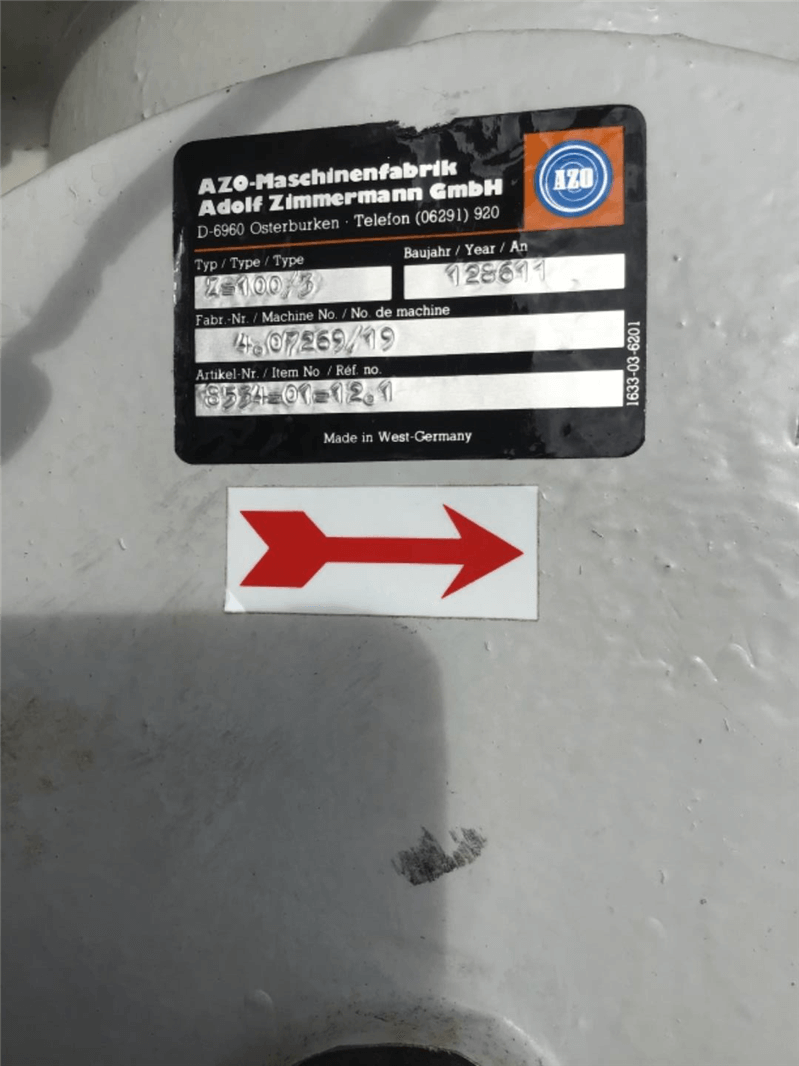 AZO-Maschinenfabrik
Adolf Zimmermann GmbH
D-6960 Osterburken · Telefon (06291) 920
AZO
Typ / Type / Type
Z=100/3
Baujahr / Year / An
128611
Fabr.-Nr. / Machine No. / No. de machine
4.07269/19
Artikel-Nr. / Item No / Réf. no.
8534=01=12.1
1633-03-6201
Made in West-Germany